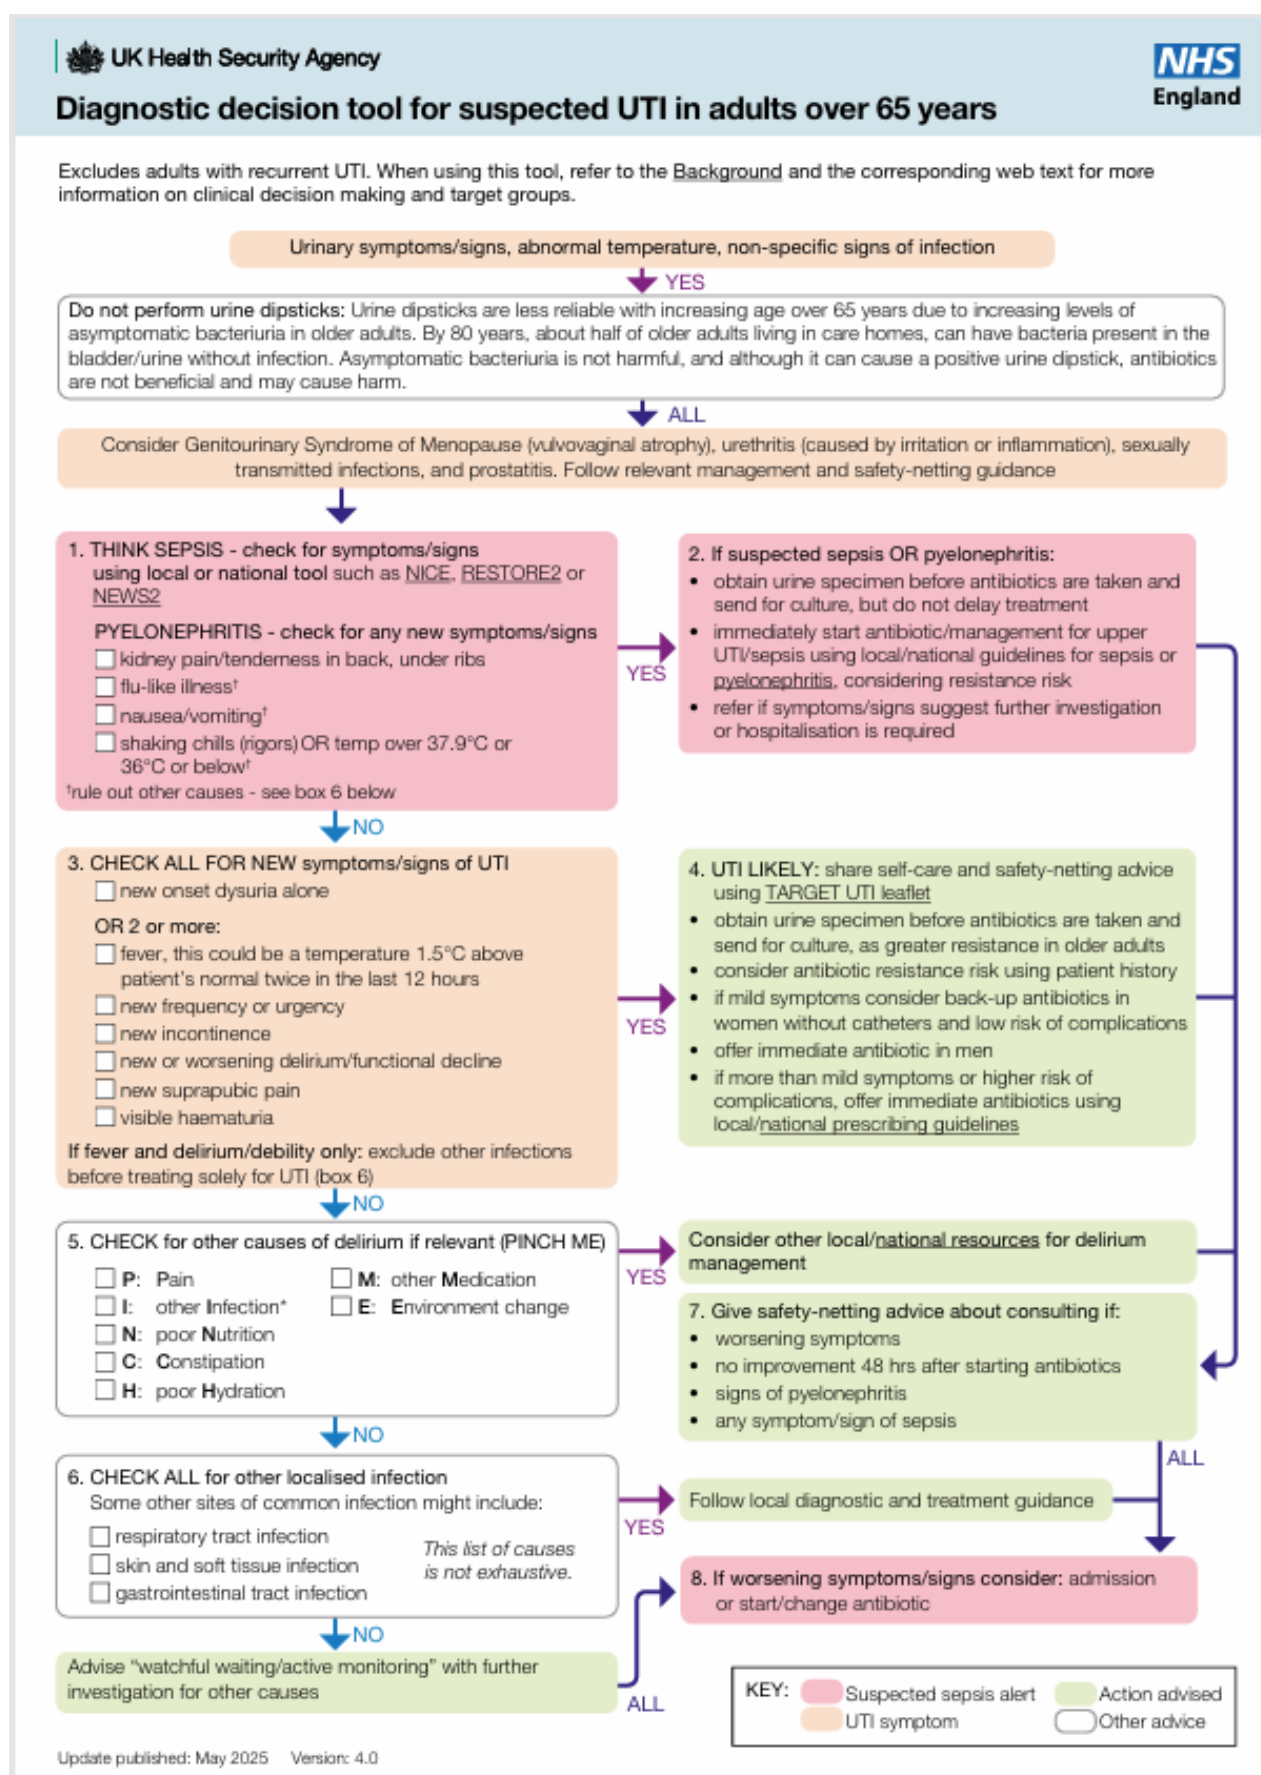 UK Health Security Agency
NHS
England
Diagnostic decision tool for suspected UTI in adults over 65 years
Excludes adults with recurrent UTI. When using this tool, refer to the Background and the corresponding web text for more
information on clinical decision making and target groups.
Urinary symptoms/signs, abnormal temperature, non-specific signs of infection
YES
Do not perform urine dipsticks: Urine dipsticks are less reliable with increasing age over 65 years due to increasing levels of
asymptomatic bacteriuria in older adults. By 80 years, about half of older adults living in care homes, can have bacteria present in the
bladder/urine without infection. Asymptomatic bacteriuria is not harmful, and although it can cause a positive urine dipstick, antibiotics
are not beneficial and may cause harm.
ALL
Consider Genitourinary Syndrome of Menopause (vulvovaginal atrophy), urethritis (caused by irritation or inflammation), sexually
transmitted infections, and prostatitis. Follow relevant management and safety-netting guidance
1. THINK SEPSIS - check for symptoms/signs
using local or national tool such as NICE, RESTORE2 or
NEWS2
PYELONEPHRITIS - check for any new symptoms/signs
kidney pain/tenderness in back, under ribs
flu-like illness†
nausea/vomiting†
shaking chills (rigors) OR temp over 37.9°C or
36°C or below†
†rule out other causes - see box 6 below
YES
2. If suspected sepsis OR pyelonephritis:
• obtain urine specimen before antibiotics are taken and
send for culture, but do not delay treatment
• immediately start antibiotic/management for upper
UTI/sepsis using local/national guidelines for sepsis or
pyelonephritis, considering resistance risk
• refer if symptoms/signs suggest further investigation
or hospitalisation is required
NO
3. CHECK ALL FOR NEW symptoms/signs of UTI
new onset dysuria alone
OR 2 or more:
fever, this could be a temperature 1.5°C above
patient's normal twice in the last 12 hours
new frequency or urgency
new incontinence
new or worsening delirium/functional decline
new suprapubic pain
visible haematuria
If fever and delirium/debility only: exclude other infections
before treating solely for UTI (box 6)
YES
4. UTI LIKELY: share self-care and safety-netting advice
using TARGET UTI leaflet
• obtain urine specimen before antibiotics are taken and
send for culture, as greater resistance in older adults
• consider antibiotic resistance risk using patient history
• if mild symptoms consider back-up antibiotics in
women without catheters and low risk of complications
• offer immediate antibiotic in men
• if more than mild symptoms or higher risk of
complications, offer immediate antibiotics using
local/national prescribing guidelines
NO
5. CHECK for other causes of delirium if relevant (PINCH ME)
P: Pain
I: other Infection*
N: poor Nutrition
C: Constipation
H: poor Hydration
M: other Medication
E: Environment change
YES
Consider other local/national resources for delirium
management
7. Give safety-netting advice about consulting if:
• worsening symptoms
• no improvement 48 hrs after starting antibiotics
• signs of pyelonephritis
• any symptom/sign of sepsis
NO
ALL
6. CHECK ALL for other localised infection
Some other sites of common infection might include:
respiratory tract infection
skin and soft tissue infection
gastrointestinal tract infection
This list of causes
is not exhaustive.
YES
Follow local diagnostic and treatment guidance
8. If worsening symptoms/signs consider: admission
or start/change antibiotic
NO
Advise "watchful waiting/active monitoring" with further
investigation for other causes
ALL
KEY:
Suspected sepsis alert
Action advised
UTI symptom
Other advice
Update published: May 2025 Version: 4.0